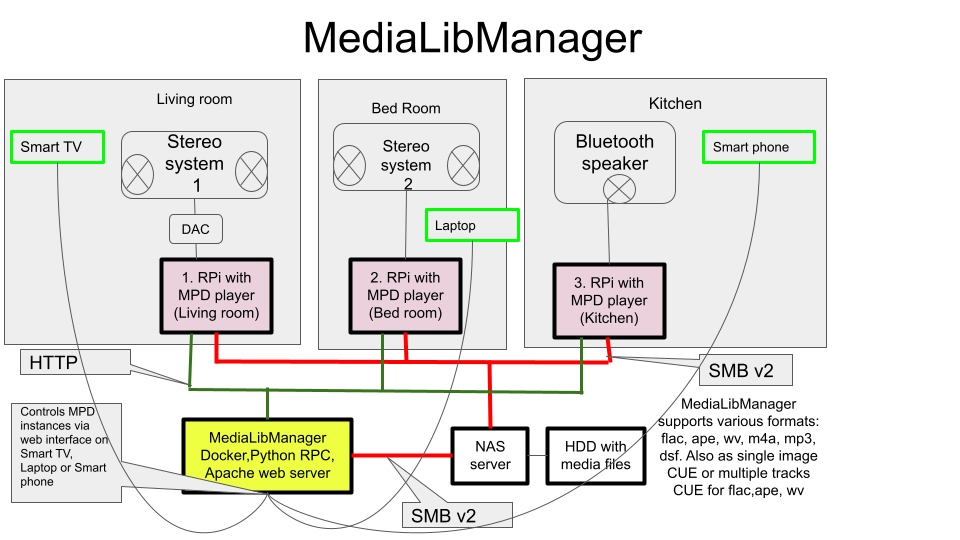 MediaLibManager
Living room
Bed Room
Kitchen
Smart TV
Stereo
system
1
Stereo
system
2
Bluetooth
speaker
Smart phone
DAC
Laptop
1. RPi with
MPD player
(Living room)
2. RPi with
MPD player
(Bed room)
3. RPi with
MPD player
(Kitchen)
HTTP
SMB v2
Controls MPD
instances via
web interface on
Smart TV,
Laptop or Smart
phone
MediaLibManager
Docker,Python RPC,
Apache web server
NAS
server
HDD with
media files
MediaLibManager
supports various formats:
flac, ape, wv, m4a, mp3,
dsf. Also as single image
CUE or multiple tracks
CUE for flac,ape, wv
SMB v2